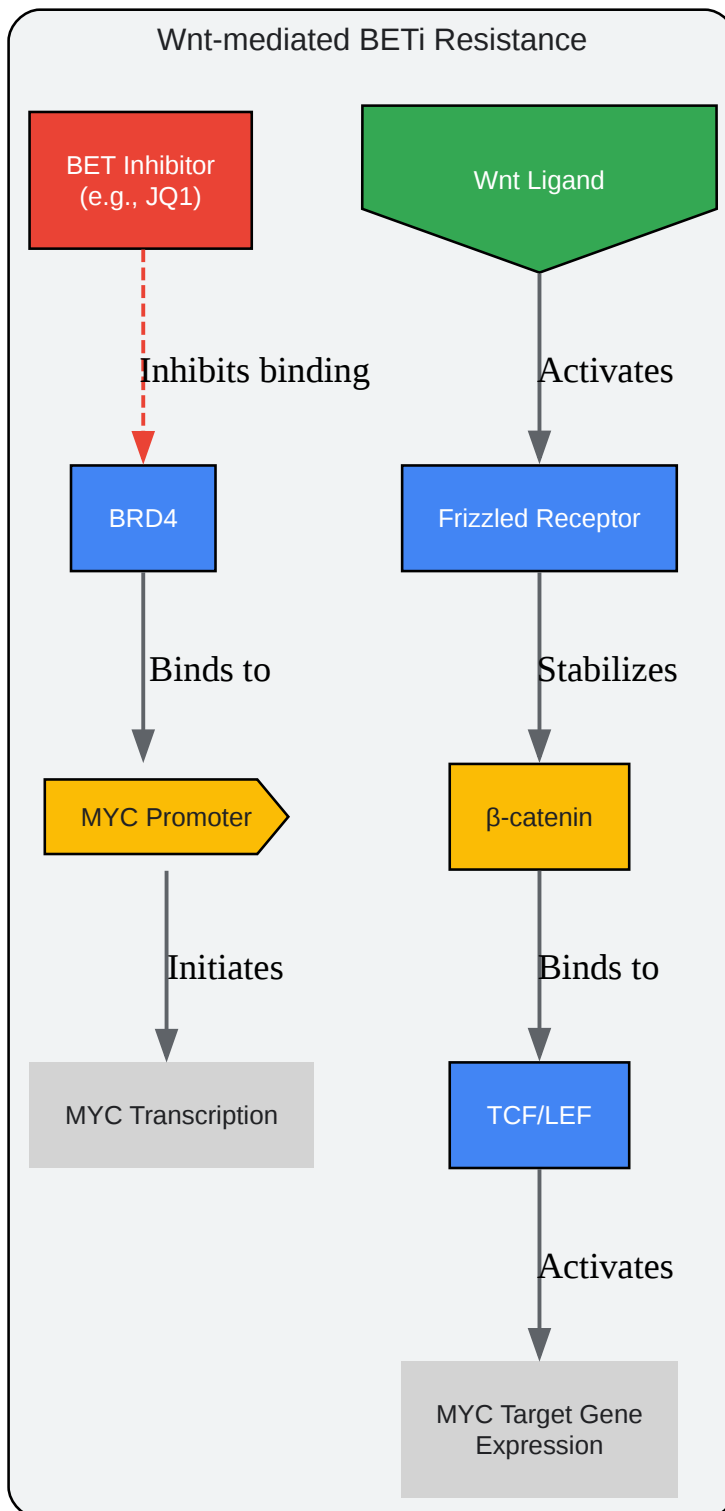 Wnt-mediated BETi Resistance
BET Inhibitor
(e.g., JQ1)
Wnt Ligand
Inhibits binding
Activates
BRD4
Frizzled Receptor
Binds to
Stabilizes
MYC Promoter
β-catenin
Initiates
Binds to
MYC Transcription
TCF/LEF
Activates
MYC Target Gene
Expression